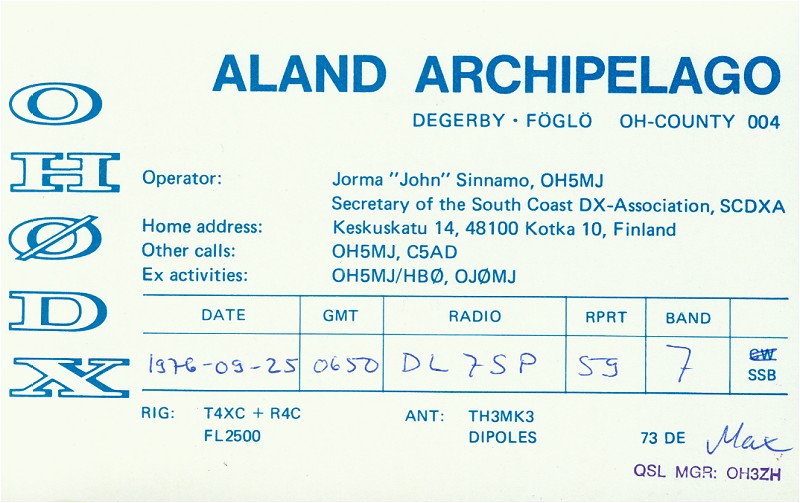 OHØDX
ALAND ARCHIPELAGO
DEGERBY · FÖGLÖ OH-COUNTY 004
Operator: Jorma "John" Sinnamo, OH5MJ
Secretary of the South Coast DX-Association, SCDXA
Home address: Keskuskatu 14, 48100 Kotka 10, Finland
Other calls: OH5MJ, C5AD
Ex activities: OH5MJ/HBØ, OJØMJ
DATE GMT RADIO RPRT BAND
1976-09-25 0650 DL7SP 59 7 CW
SSB
RIG: T4XC + R4C ANT: TH3MK3
FL2500 DIPOLES 73 DE Max
QSL MGR: OH3ZH